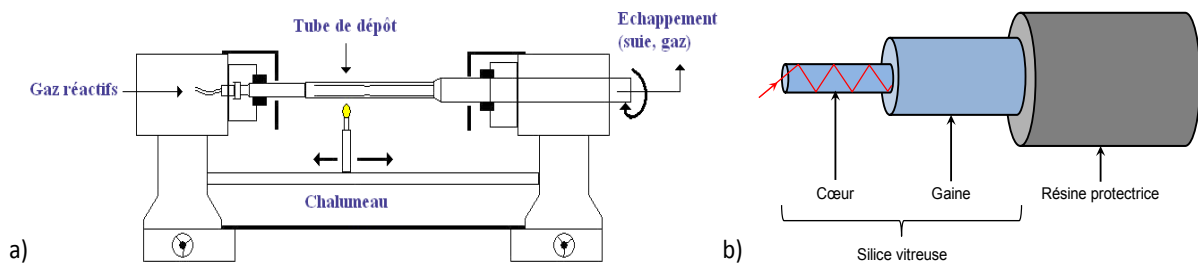 Tube de dépôt
Echappement
(suie, gaz)
Gaz réactifs
Chalumeau
a)
Cœur
Gaine
Résine protectrice
Silice vitreuse
b)